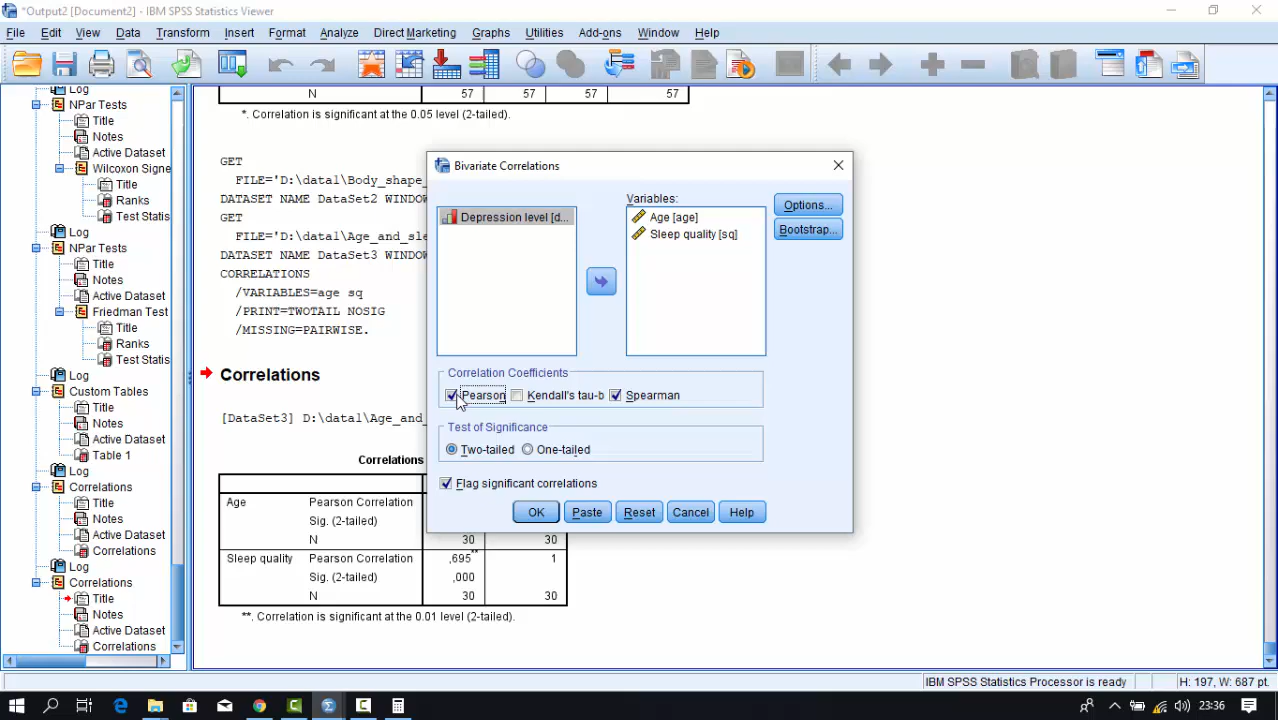 *Output2 [Document2] - IBM SPSS Statistics Viewer
File Edit View Data Transform Insert Format Analyze Direct Marketing Graphs Utilities Add-ons Window Help
Log
NPar Tests
Title
Notes
Active Dataset
Wilcoxon Signe
Title
Ranks
Test Statis
Log
NPar Tests
Title
Notes
Active Dataset
Friedman Test
Title
Ranks
Test Statis
Log
Custom Tables
Title
Notes
Active Dataset
Table 1
Log
Correlations
Title
Notes
Active Dataset
Correlations
Log
Correlations
Title
Notes
Active Dataset
Correlations
N 57 57 57 57
*. Correlation is significant at the 0.05 level (2-tailed).
GET
FILE='D:\data1\Body_shape_
DATASET NAME DataSet2 WINDOW
GET
FILE='D:\data1\Age_and_sle
DATASET NAME DataSet3 WINDOW
CORRELATIONS
/VARIABLES=age sq
/PRINT=TWOTAIL NOSIG
/MISSING=PAIRWISE.
Correlations
[DataSet3] D:\data1\Age_and_
Correlations
Age Pearson Correlation
Sig. (2-tailed)
N 30 30
Sleep quality Pearson Correlation ,695** 1
Sig. (2-tailed) ,000
N 30 30
**. Correlation is significant at the 0.01 level (2-tailed).
Bivariate Correlations
Variables:
Depression level [d...
Age [age]
Sleep quality [sq]
Options...
Bootstrap...
Correlation Coefficients
Pearson Kendall's tau-b Spearman
Test of Significance
Two-tailed One-tailed
Flag significant correlations
OK Paste Reset Cancel Help
IBM SPSS Statistics Processor is ready H: 197, W: 687 pt.
23:36